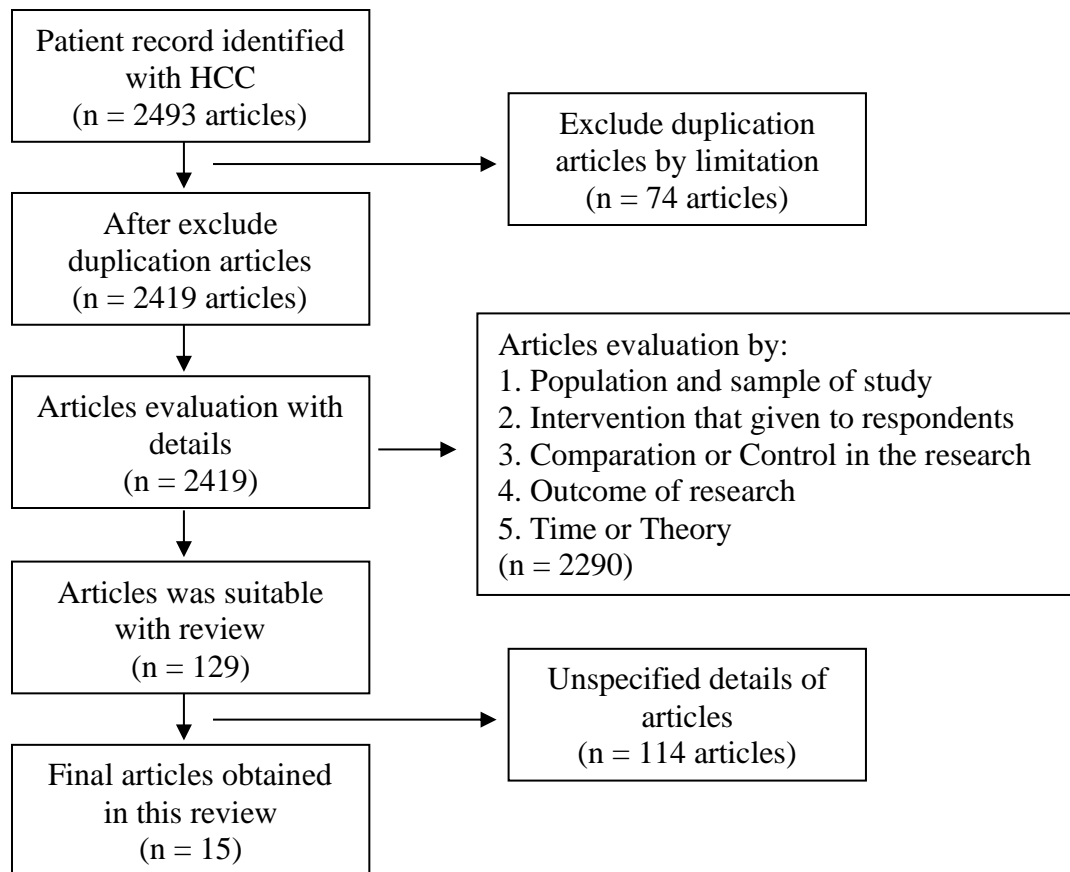 Patient record identified
with HCC
(n = 2493 articles)
Exclude duplication
articles by limitation
(n = 74 articles)
After exclude
duplication articles
(n = 2419 articles)
Articles evaluation with
details
(n = 2419)
Articles evaluation by:
1. Population and sample of study
2. Intervention that given to respondents
3. Comparation or Control in the research
4. Outcome of research
5. Time or Theory
(n = 2290)
Articles was suitable
with review
(n = 129)
Unspecified details of
articles
(n = 114 articles)
Final articles obtained
in this review
(n = 15)